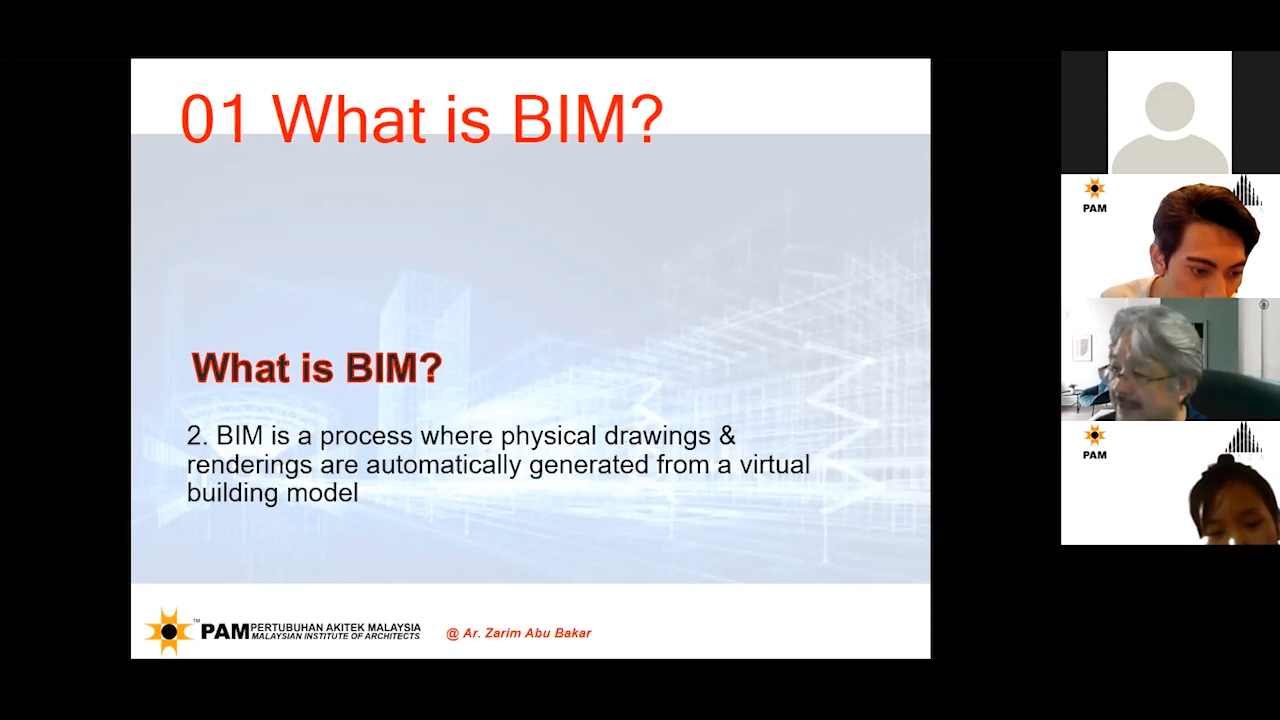 01 What is BIM?
What is BIM?
2. BIM is a process where physical drawings &
renderings are automatically generated from a virtual
building model
TM
PAM
PERTUBUHAN AKITEK MALAYSIA
MALAYSIAN INSTITUTE OF ARCHITECTS
@ Ar. Zarim Abu Bakar
PAM
PAM